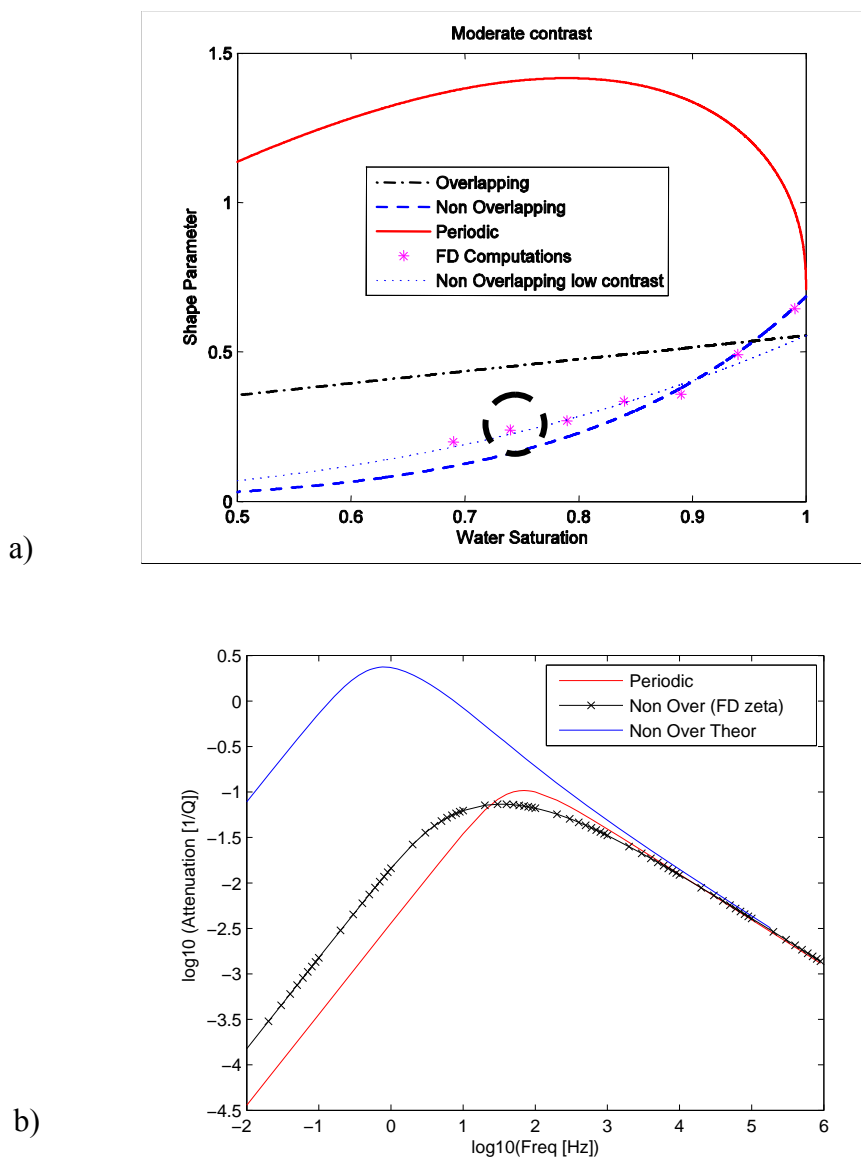 Moderate contrast
1.5
1
0.5
0
Shape Parameter
Overlapping
Non Overlapping
Periodic
FD Computations
Non Overlapping low contrast
0.5 0.6 0.7 0.8 0.9 1
Water Saturation
a)
0.5
0
−0.5
−1
−1.5
−2
−2.5
−3
−3.5
−4
−4.5
log10 (Attenuation [1/Q])
Periodic
Non Over (FD zeta)
Non Over Theor
−2 −1 0 1 2 3 4 5 6
log10(Freq [Hz])
b)